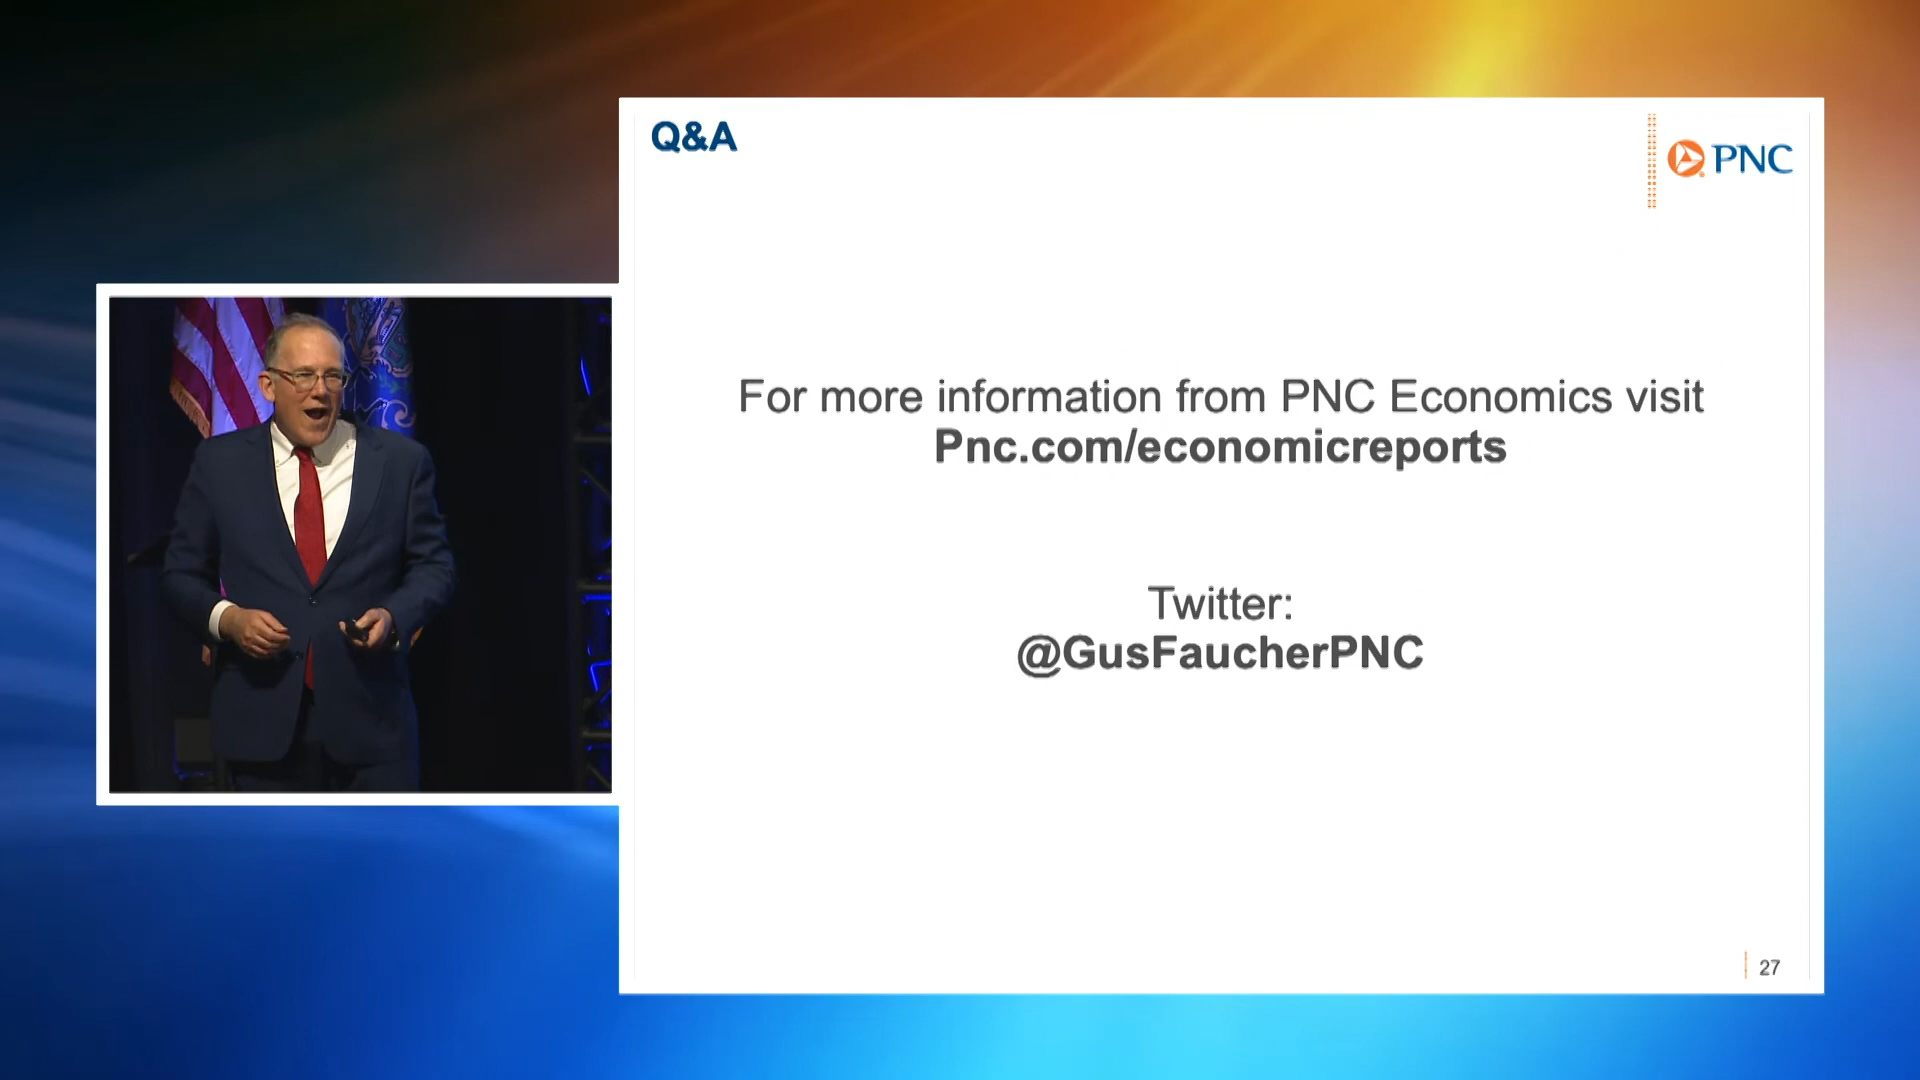 Q&A
PNC
For more information from PNC Economics visit
Pnc.com/economicreports
Twitter:
@GusFaucherPNC
27